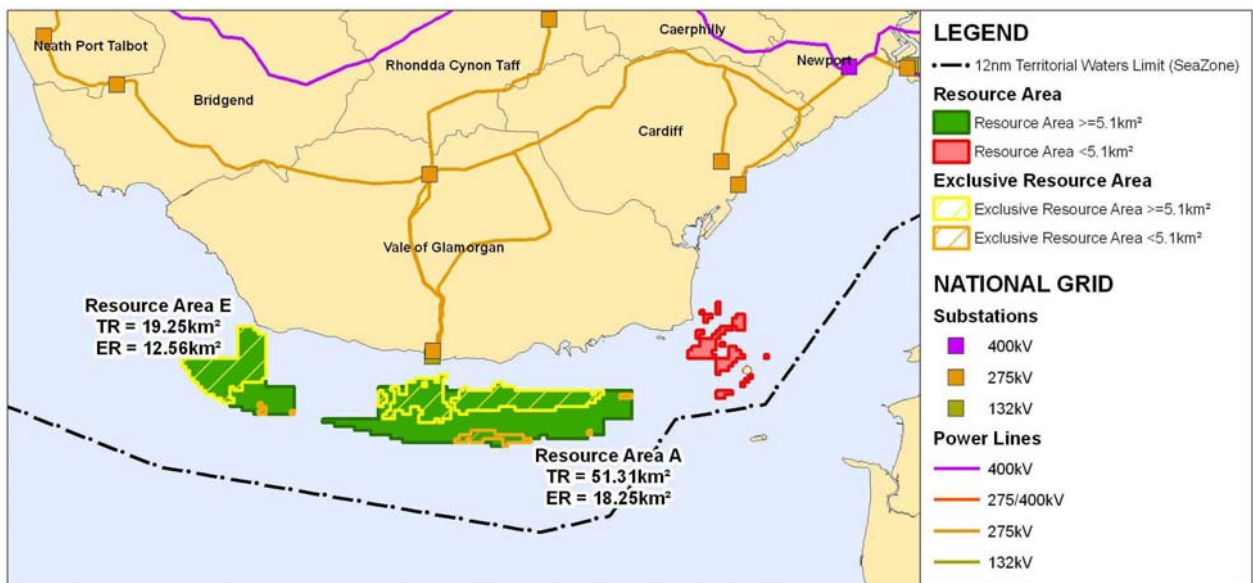 Neath Port Talbot
Caerphilly
Rhondda Cynon Taff
Newport
Bridgend
Cardiff
Vale of Glamorgan
Resource Area E
TR = 19.25km²
ER = 12.56km²
Resource Area A
TR = 51.31km²
ER = 18.25km²
LEGEND
12nm Territorial Waters Limit (SeaZone)
Resource Area
Resource Area >=5.1km²
Resource Area <5.1km²
Exclusive Resource Area
Exclusive Resource Area >=5.1km²
Exclusive Resource Area <5.1km²
NATIONAL GRID
Substations
400kV
275kV
132kV
Power Lines
400kV
275/400kV
275kV
132kV